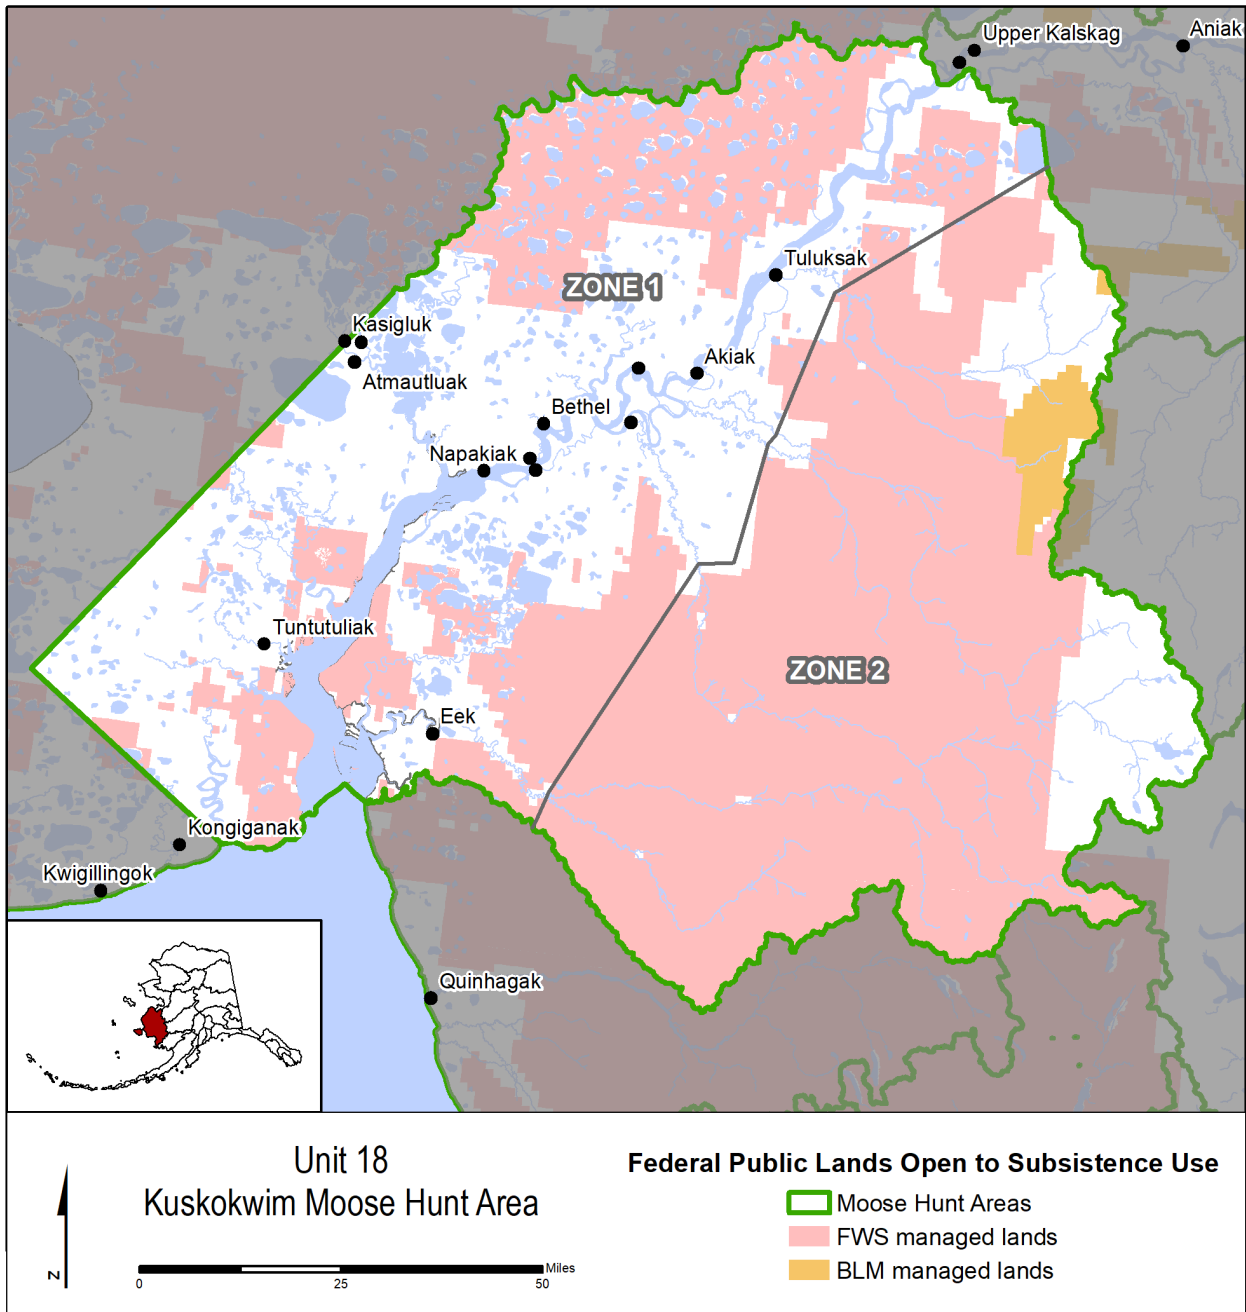 Upper Kalskag
Aniak
Tuluksak
ZONE 1
Kasigluk
Akiak
Atmautluak
Bethel
Napakiak
Tuntutuliak
ZONE 2
Eek
Kongiganak
Kwigillingok
Quinhagak
Unit 18
Kuskokwim Moose Hunt Area
N
0
25
50
Miles
Federal Public Lands Open to Subsistence Use
Moose Hunt Areas
FWS managed lands
BLM managed lands